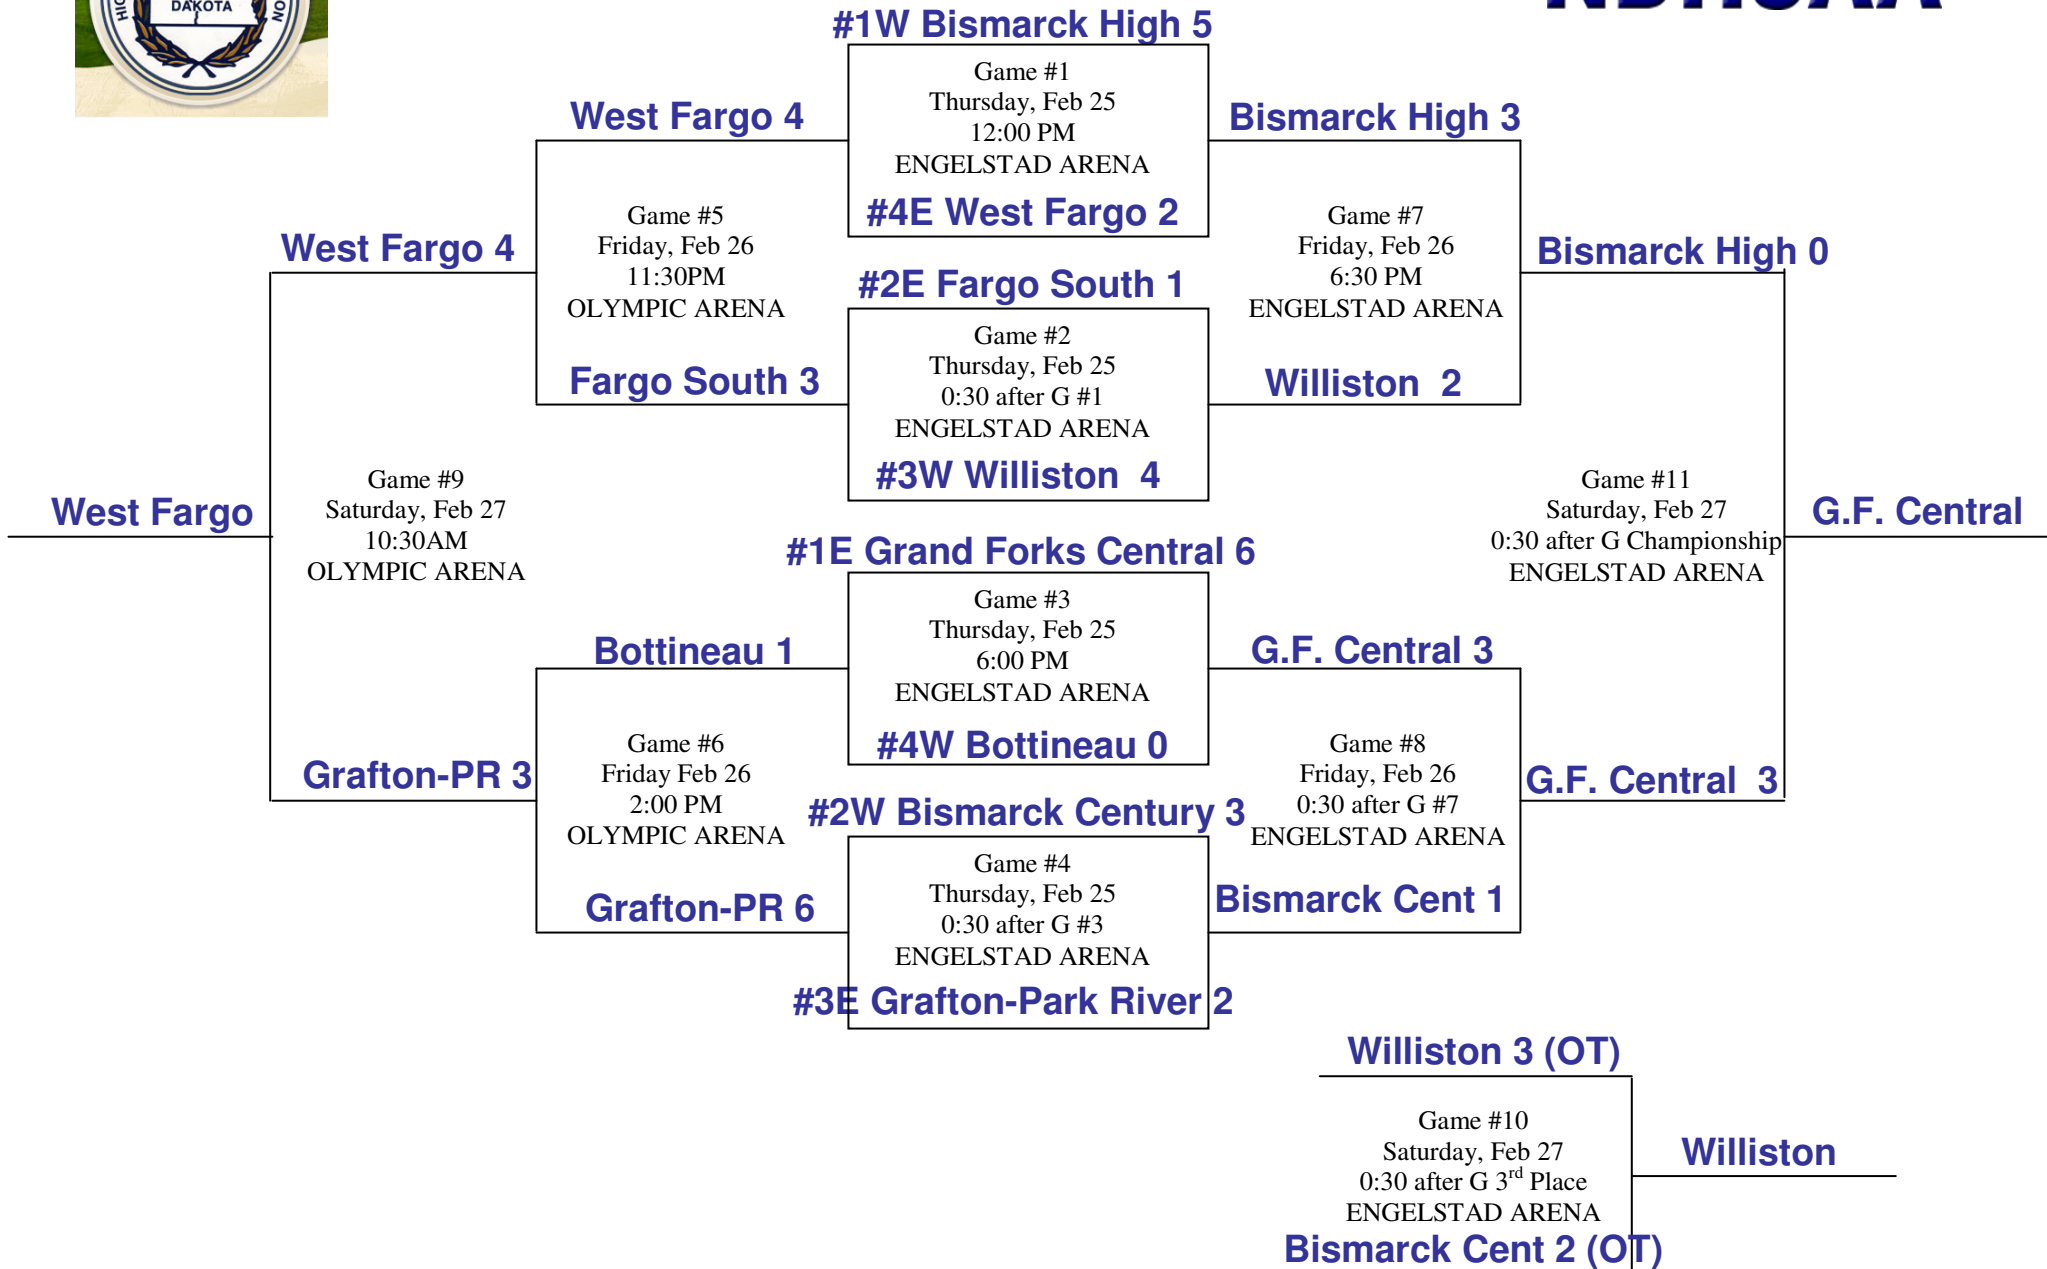 DAKOTA
#1W Bismarck High 5
Game #1
Thursday, Feb 25
12:00 PM
ENGELSTAD ARENA
#4E West Fargo 2
West Fargo 4
Game #5
Friday, Feb 26
11:30PM
OLYMPIC ARENA
Fargo South 3
Bismarck High 3
Game #7
Friday, Feb 26
6:30 PM
ENGELSTAD ARENA
Williston 2
West Fargo 4
Bismarck High 0
#2E Fargo South 1
Game #2
Thursday, Feb 25
0:30 after G #1
ENGELSTAD ARENA
#3W Williston 4
West Fargo
Game #9
Saturday, Feb 27
10:30AM
OLYMPIC ARENA
Game #11
Saturday, Feb 27
0:30 after G Championship
ENGELSTAD ARENA
G.F. Central
#1E Grand Forks Central 6
Game #3
Thursday, Feb 25
6:00 PM
ENGELSTAD ARENA
#4W Bottineau 0
Bottineau 1
Game #6
Friday Feb 26
2:00 PM
OLYMPIC ARENA
Grafton-PR 6
G.F. Central 3
Game #8
Friday, Feb 26
0:30 after G #7
ENGELSTAD ARENA
Bismarck Cent 1
Grafton-PR 3
G.F. Central 3
#2W Bismarck Century 3
Game #4
Thursday, Feb 25
0:30 after G #3
ENGELSTAD ARENA
#3E Grafton-Park River 2
Williston 3 (OT)
Game #10
Saturday, Feb 27
0:30 after G 3rd Place
ENGELSTAD ARENA
Bismarck Cent 2 (OT)
Williston